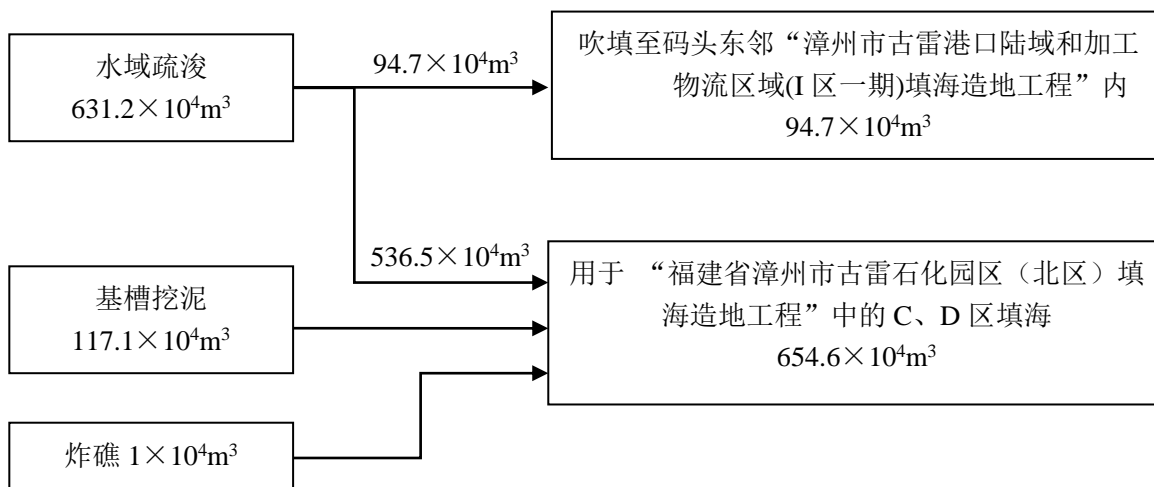 水域疏浚
631.2×10⁴m³
94.7×10⁴m³
吹填至码头东邻“漳州市古雷港口陆域和加工
物流区域(I 区一期)填海造地工程”内
94.7×10⁴m³
536.5×10⁴m³
基槽挖泥
117.1×10⁴m³
用于 “福建省漳州市古雷石化园区（北区）填
海造地工程”中的 C、D 区填海
654.6×10⁴m³
炸礁 1×10⁴m³